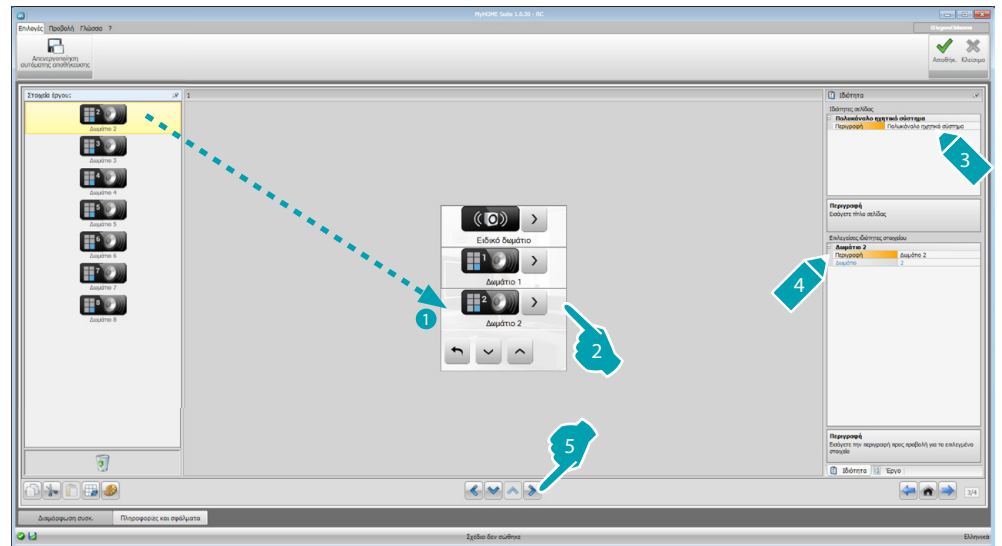 MyHOME Suite 1.0.30 - RC
Επιλογές Προβολή Γλώσσα ?
Απενεργοποίηση
αυτόματης αποθήκευσης
Αποθήκ. Κλείσιμο
Στοιχεία έργου:
1
Δωμάτιο 2
Δωμάτιο 3
Δωμάτιο 4
Δωμάτιο 5
Δωμάτιο 6
Δωμάτιο 7
Δωμάτιο 8
Ειδικό δωμάτιο
Δωμάτιο 1
Δωμάτιο 2
1
2
5
Ιδιότητα
Ιδιότητες σελίδας
Πολυκάναλο ηχητικό σύστημα
Περιγραφή Πολυκάναλο ηχητικό σύστημα
3
Περιγραφή
Εισάγετε τίτλο σελίδας
Επιλεγείσες ιδιότητες στοιχείου
Δωμάτιο 2
Περιγραφή Δωμάτιο 2
Δωμάτιο 2
4
Περιγραφή
Εισάγετε την περιγραφή προς προβολή για το επιλεγμένο
στοιχείο
Ιδιότητα Έργο
3/4
Διαμόρφωση συσκ. Πληροφορίες και σφάλματα
Σχέδιο δεν σώθηκε
Ελληνικά